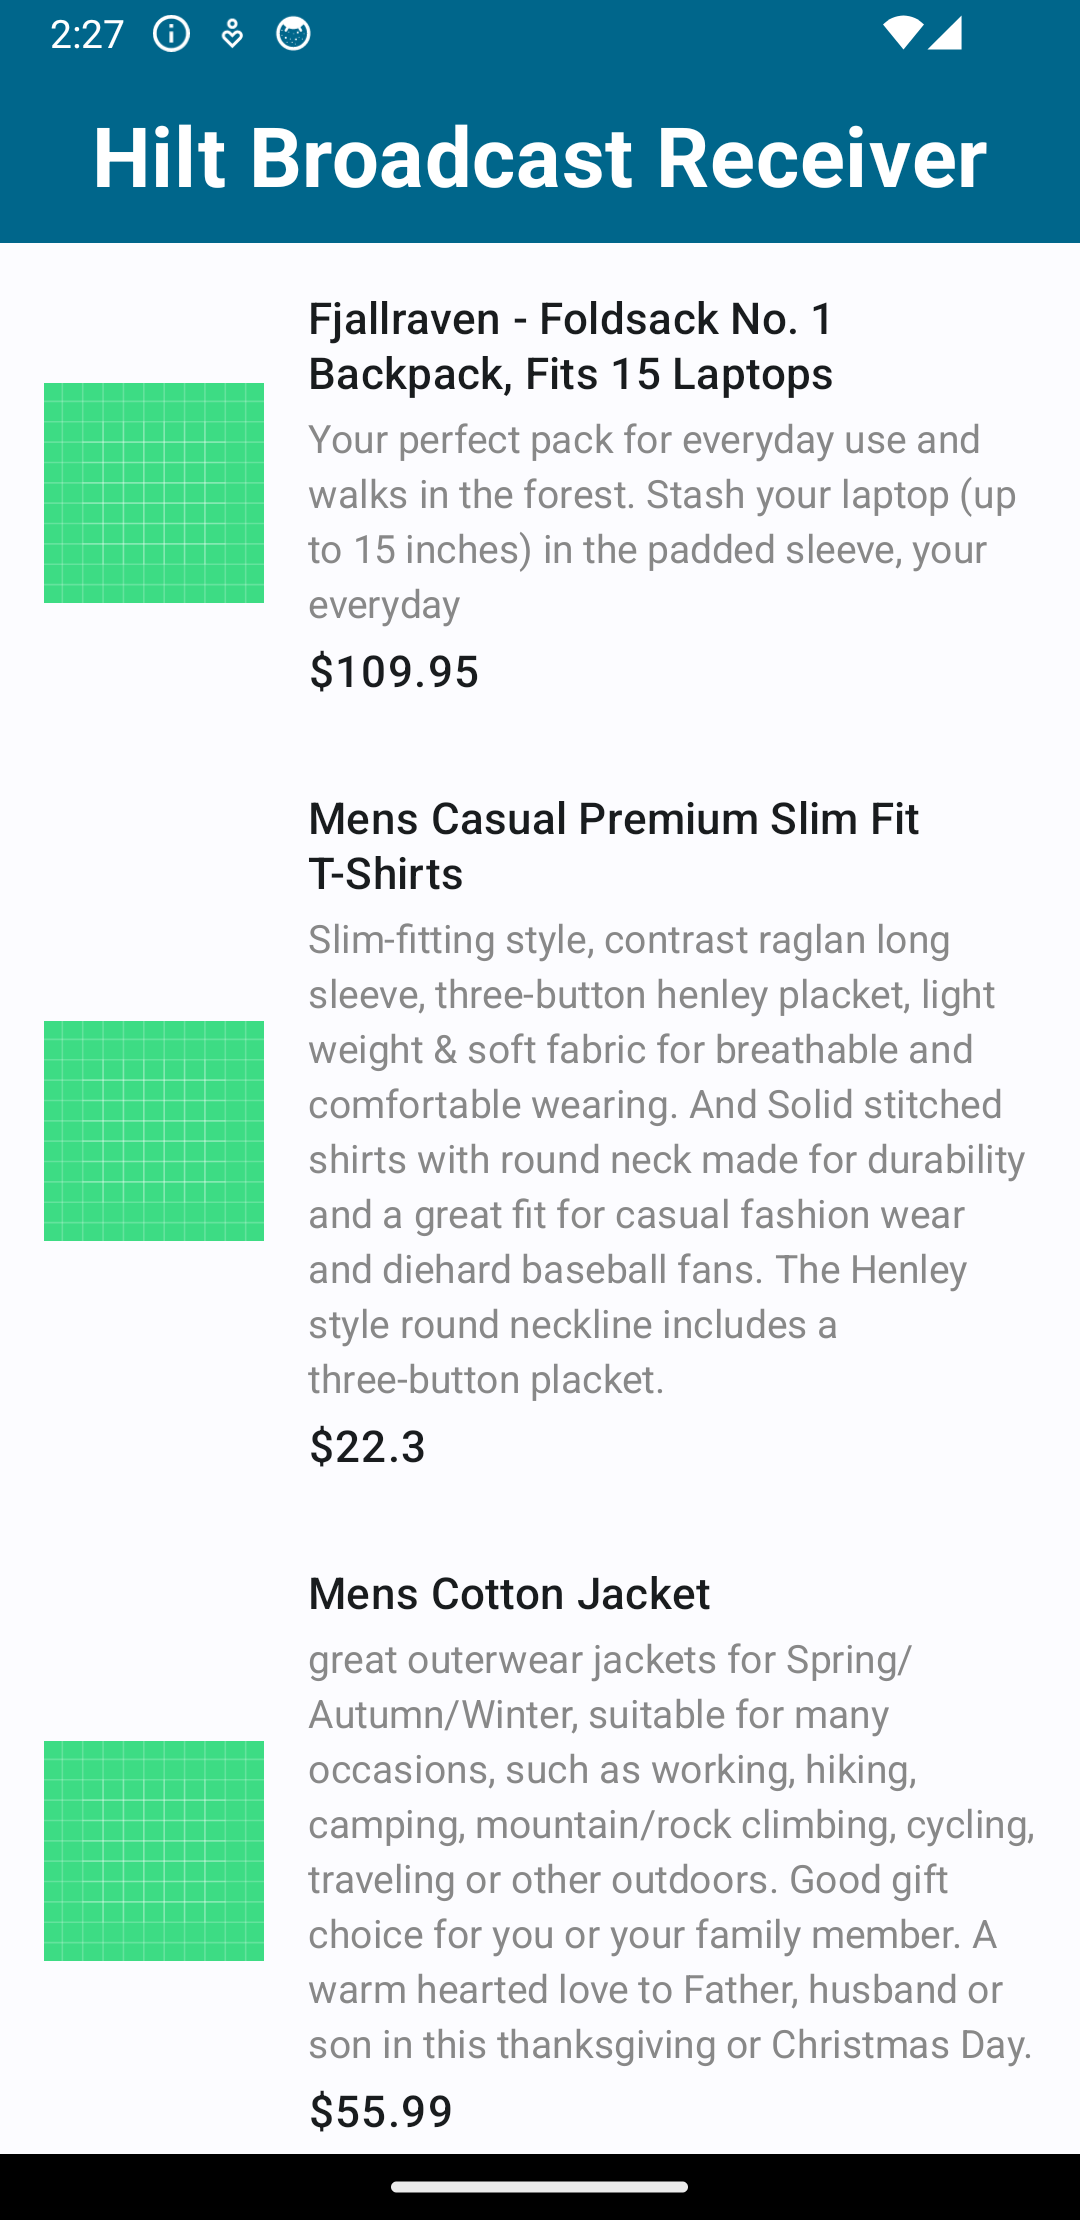 2:27
Hilt Broadcast Receiver
Fjallraven - Foldsack No. 1
Backpack, Fits 15 Laptops
Your perfect pack for everyday use and
walks in the forest. Stash your laptop (up
to 15 inches) in the padded sleeve, your
everyday
$109.95
Mens Casual Premium Slim Fit
T-Shirts
Slim-fitting style, contrast raglan long
sleeve, three-button henley placket, light
weight & soft fabric for breathable and
comfortable wearing. And Solid stitched
shirts with round neck made for durability
and a great fit for casual fashion wear
and diehard baseball fans. The Henley
style round neckline includes a
three-button placket.
$22.3
Mens Cotton Jacket
great outerwear jackets for Spring/
Autumn/Winter, suitable for many
occasions, such as working, hiking,
camping, mountain/rock climbing, cycling,
traveling or other outdoors. Good gift
choice for you or your family member. A
warm hearted love to Father, husband or
son in this thanksgiving or Christmas Day.
$55.99